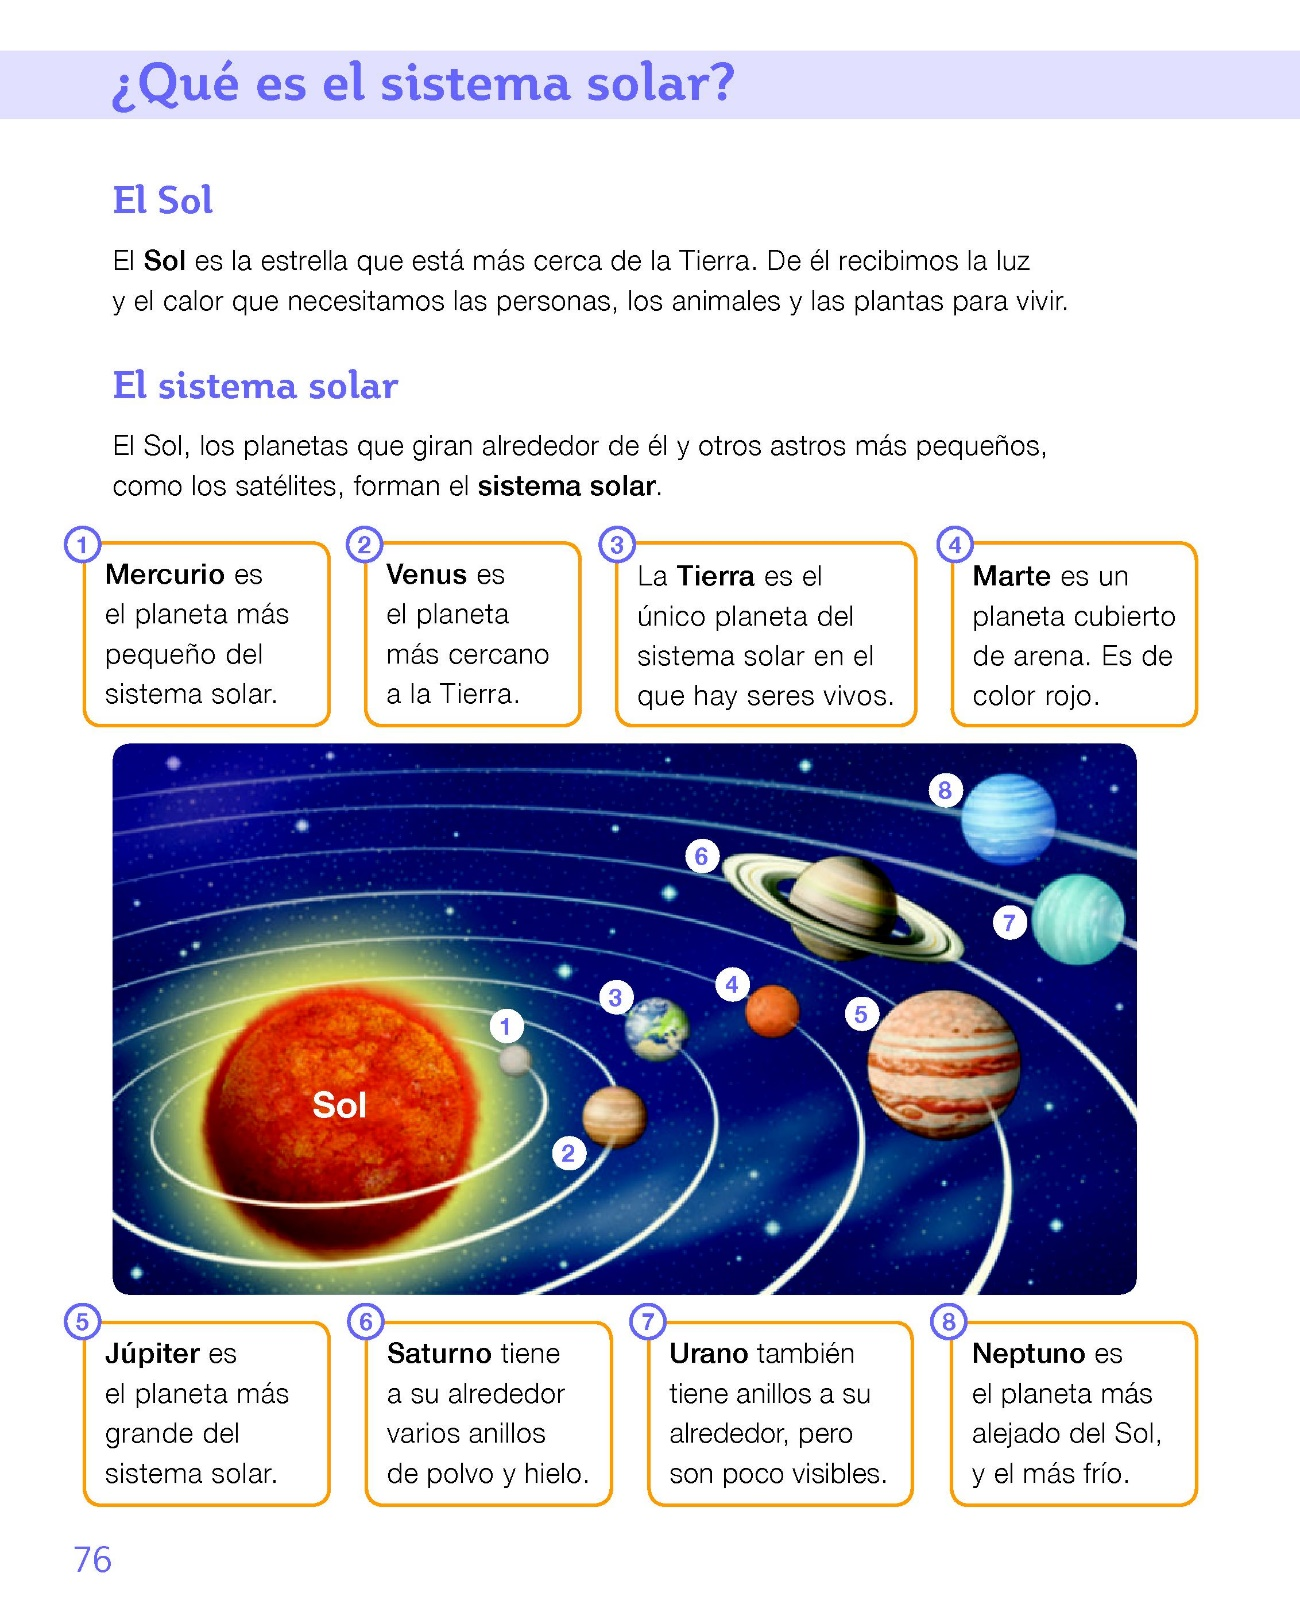 ¿Qué es el sistema solar?
El Sol
El Sol es la estrella que está más cerca de la Tierra. De él recibimos la luz
y el calor que necesitamos las personas, los animales y las plantas para vivir.
El sistema solar
El Sol, los planetas que giran alrededor de él y otros astros más pequeños,
como los satélites, forman el sistema solar.
1
Mercurio es
el planeta más
pequeño del
sistema solar.
2
Venus es
el planeta
más cercano
a la Tierra.
3
La Tierra es el
único planeta del
sistema solar en el
que hay seres vivos.
4
Marte es un
planeta cubierto
de arena. Es de
color rojo.
8
6
7
4
3
5
1
Sol
2
5
Júpiter es
el planeta más
grande del
sistema solar.
6
Saturno tiene
a su alrededor
varios anillos
de polvo y hielo.
7
Urano también
tiene anillos a su
alrededor, pero
son poco visibles.
8
Neptuno es
el planeta más
alejado del Sol,
y el más frío.
76